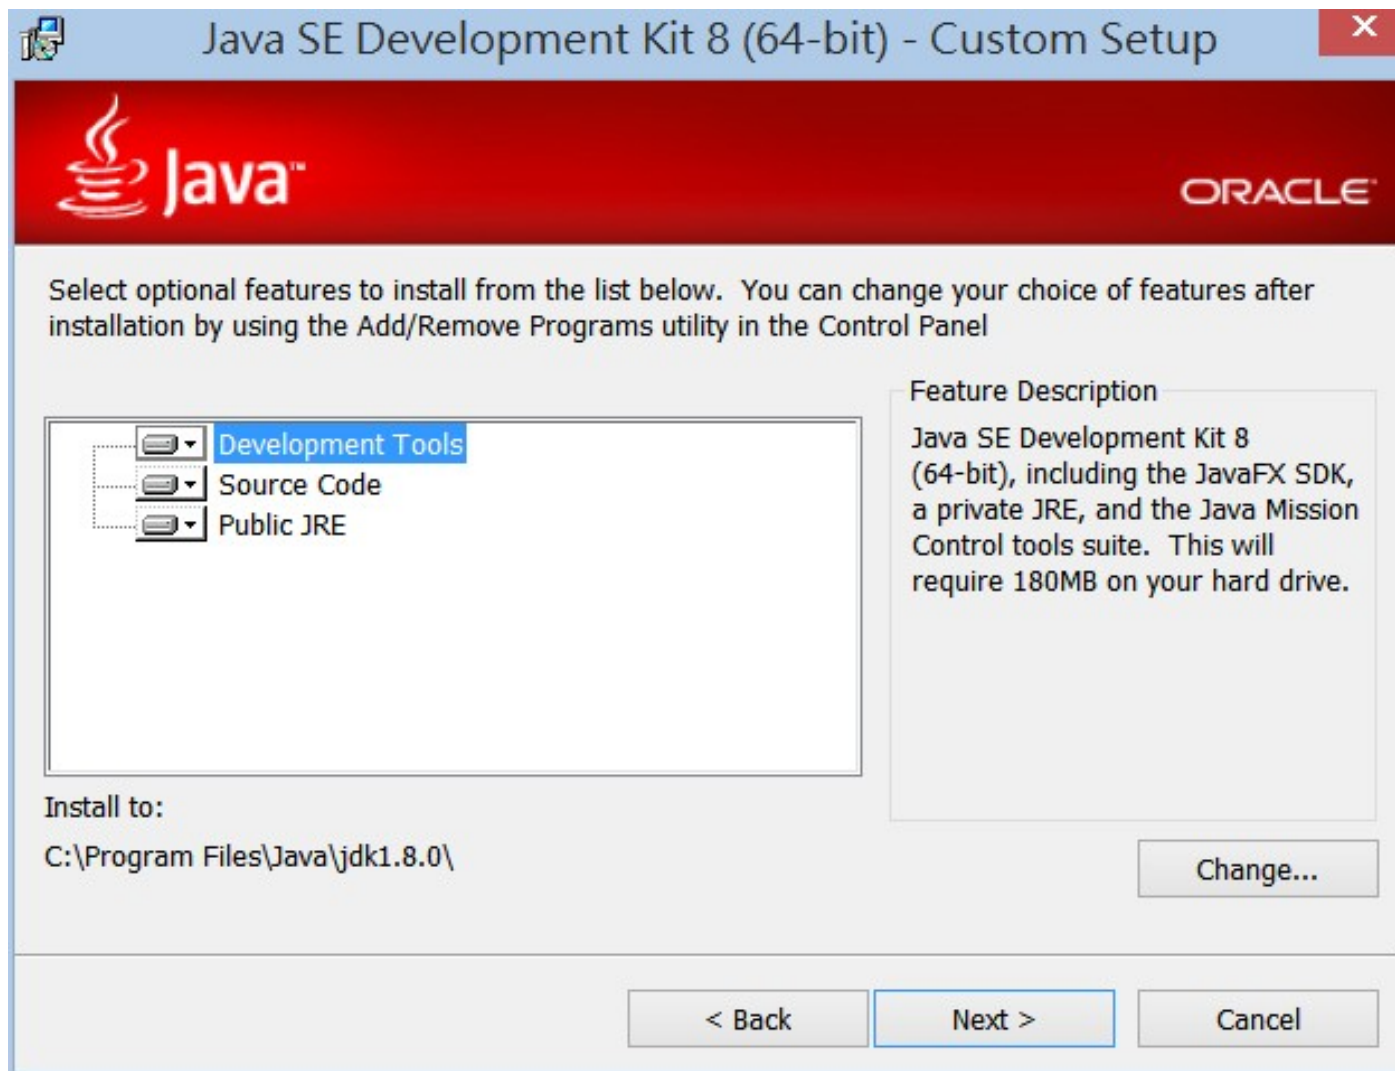 Java SE Development Kit 8 (64-bit) - Custom Setup
Java™
ORACLE
Select optional features to install from the list below. You can change your choice of features after
installation by using the Add/Remove Programs utility in the Control Panel
Development Tools
Source Code
Public JRE
Feature Description
Java SE Development Kit 8
(64-bit), including the JavaFX SDK,
a private JRE, and the Java Mission
Control tools suite. This will
require 180MB on your hard drive.
Install to:
C:\Program Files\Java\jdk1.8.0\
Change...
< Back
Next >
Cancel